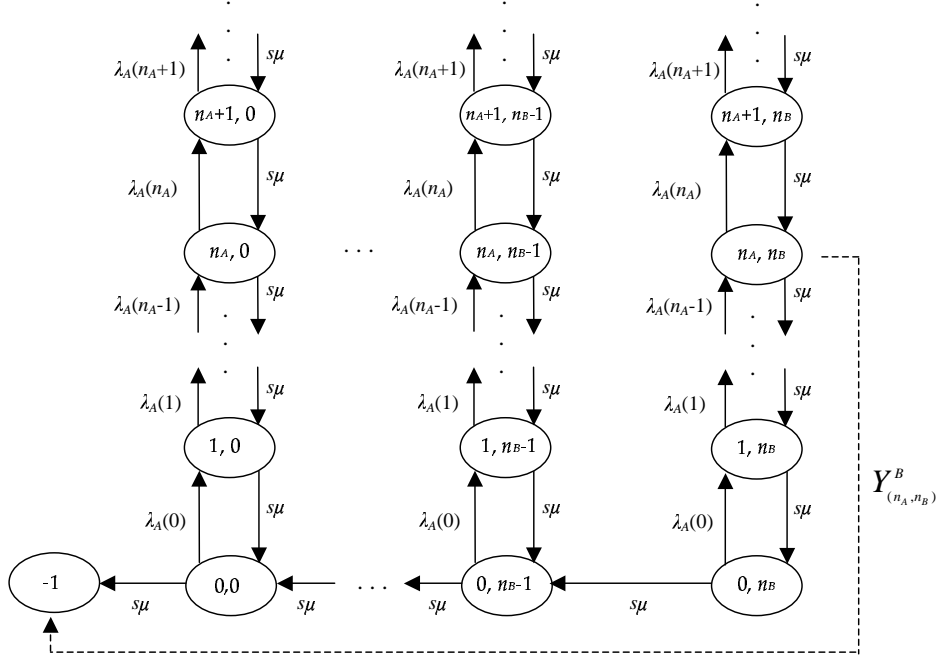 sμ sμ sμ
λA(nA+1) λA(nA+1) λA(nA+1)
nA+1, 0 nA+1, nB-1 nA+1, nB
λA(nA) sμ λA(nA) sμ λA(nA) sμ
nA, 0 . . . nA, nB-1 nA, nB
λA(nA-1) sμ λA(nA-1) sμ λA(nA-1) sμ
λA(1) sμ λA(1) sμ λA(1) sμ
1, 0 1, nB-1 1, nB
Y^B_(nA,nB)
λA(0) sμ λA(0) sμ λA(0) sμ
-1 0,0 . . . 0, nB-1 0, nB
sμ sμ sμ sμ